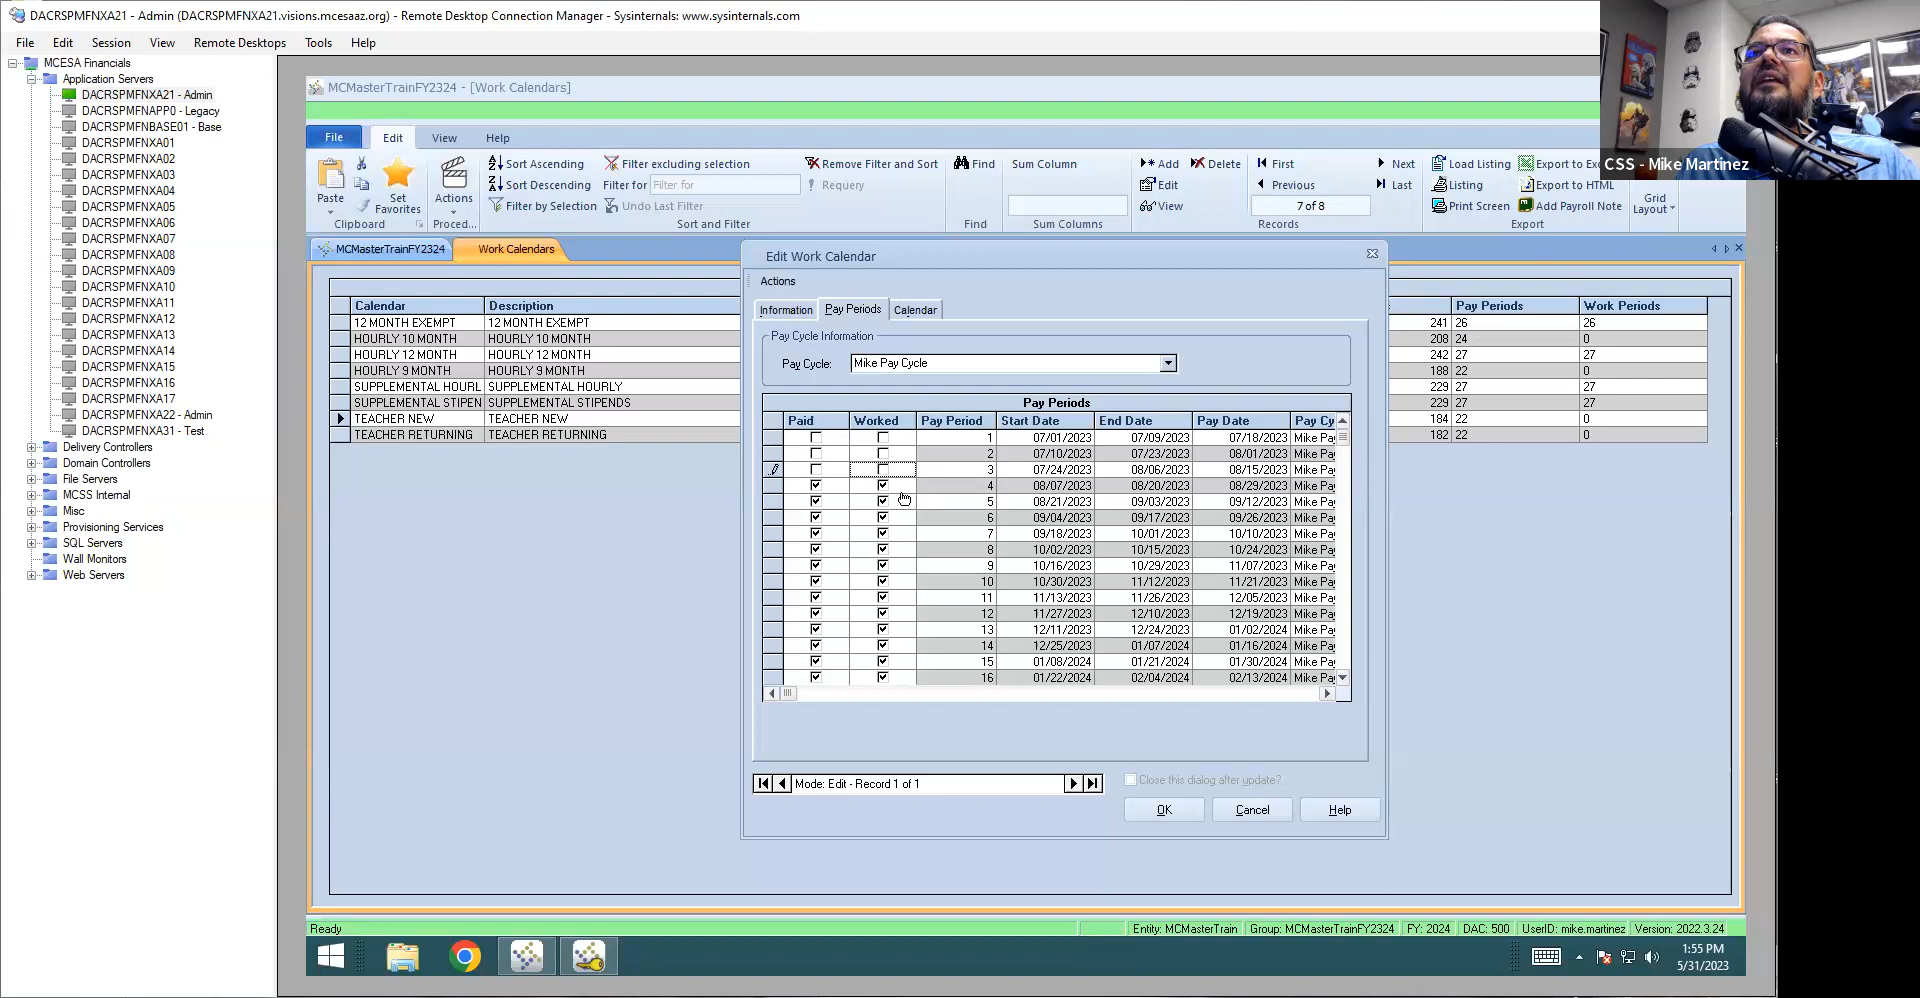 DACRSPMFNXA21 - Admin (DACRSPMFNXA21.visions.mcesaaz.org) - Remote Desktop Connection Manager - Sysinternals: www.sysinternals.com
File Edit Session View Remote Desktops Tools Help
MCESA Financials
Application Servers
DACRSPMFNXA21 - Admin
DACRSPMFNAPP0 - Legacy
DACRSPMFNBASE01 - Base
DACRSPMFNXA01
DACRSPMFNXA02
DACRSPMFNXA03
DACRSPMFNXA04
DACRSPMFNXA05
DACRSPMFNXA06
DACRSPMFNXA07
DACRSPMFNXA08
DACRSPMFNXA09
DACRSPMFNXA10
DACRSPMFNXA11
DACRSPMFNXA12
DACRSPMFNXA13
DACRSPMFNXA14
DACRSPMFNXA15
DACRSPMFNXA16
DACRSPMFNXA17
DACRSPMFNXA22 - Admin
DACRSPMFNXA31 - Test
Delivery Controllers
Domain Controllers
File Servers
MCSS Internal
Misc
Provisioning Services
SQL Servers
Wall Monitors
Web Servers
MCMasterTrainFY2324 - [Work Calendars]
File Edit View Help
Paste
Clipboard
Set Favorites
Actions
Proced...
Sort Ascending
Sort Descending
Filter by Selection
Filter excluding selection
Filter for Filter for
Undo Last Filter
Remove Filter and Sort
Requery
Sort and Filter
Find
Find
Sum Column
Sum Columns
Add Delete
Edit
View
First Next
Previous Last
7 of 8
Records
Load Listing Export to Exc
Listing Export to HTML
Print Screen Add Payroll Note
Export
Grid Layout
CSS - Mike Martinez
MCMasterTrainFY2324 Work Calendars
Calendar Description
12 MONTH EXEMPT 12 MONTH EXEMPT
HOURLY 10 MONTH HOURLY 10 MONTH
HOURLY 12 MONTH HOURLY 12 MONTH
HOURLY 9 MONTH HOURLY 9 MONTH
SUPPLEMENTAL HOURL SUPPLEMENTAL HOURLY
SUPPLEMENTAL STIPEN SUPPLEMENTAL STIPENDS
TEACHER NEW TEACHER NEW
TEACHER RETURNING TEACHER RETURNING
Pay Periods Work Periods
241 26 26
208 24 0
242 27 27
188 22 0
229 27 27
229 27 27
184 22 0
182 22 0
Edit Work Calendar
Actions
Information Pay Periods Calendar
Pay Cycle Information
Pay Cycle: Mike Pay Cycle
Pay Periods
Paid Worked Pay Period Start Date End Date Pay Date Pay Cy
1 07/01/2023 07/09/2023 07/18/2023 Mike Pay
2 07/10/2023 07/23/2023 08/01/2023 Mike Pay
3 07/24/2023 08/06/2023 08/15/2023 Mike Pay
4 08/07/2023 08/20/2023 08/29/2023 Mike Pay
5 08/21/2023 09/03/2023 09/12/2023 Mike Pay
6 09/04/2023 09/17/2023 09/26/2023 Mike Pay
7 09/18/2023 10/01/2023 10/10/2023 Mike Pay
8 10/02/2023 10/15/2023 10/24/2023 Mike Pay
9 10/16/2023 10/29/2023 11/07/2023 Mike Pay
10 10/30/2023 11/12/2023 11/21/2023 Mike Pay
11 11/13/2023 11/26/2023 12/05/2023 Mike Pay
12 11/27/2023 12/10/2023 12/19/2023 Mike Pay
13 12/11/2023 12/24/2023 01/02/2024 Mike Pay
14 12/25/2023 01/07/2024 01/16/2024 Mike Pay
15 01/08/2024 01/21/2024 01/30/2024 Mike Pay
16 01/22/2024 02/04/2024 02/13/2024 Mike Pay
Mode: Edit - Record 1 of 1
Close this dialog after update?
OK Cancel Help
Ready
Entity: MCMasterTrain Group: MCMasterTrainFY2324 FY: 2024 DAC: 500 UserID: mike.martinez Version: 2022.3.24
1:55 PM
5/31/2023